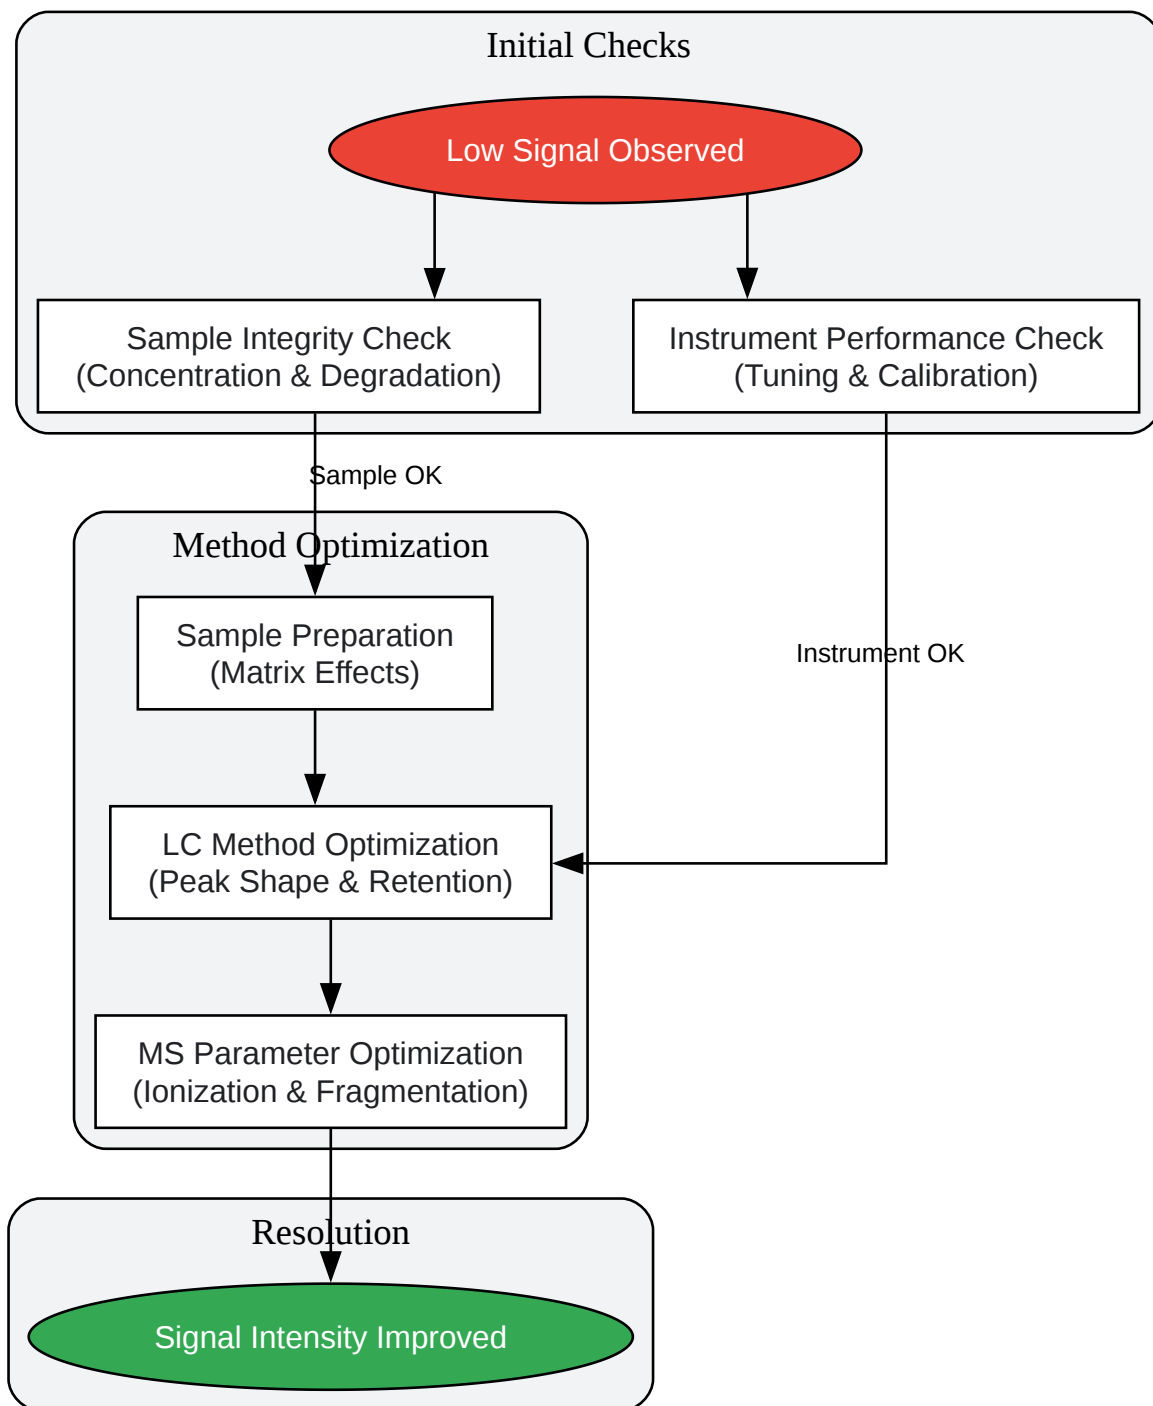 Initial Checks
Low Signal Observed
Sample Integrity Check
(Concentration & Degradation)
Instrument Performance Check
(Tuning & Calibration)
Sample OK
Method Optimization
Sample Preparation
(Matrix Effects)
Instrument OK
LC Method Optimization
(Peak Shape & Retention)
MS Parameter Optimization
(Ionization & Fragmentation)
Resolution
Signal Intensity Improved